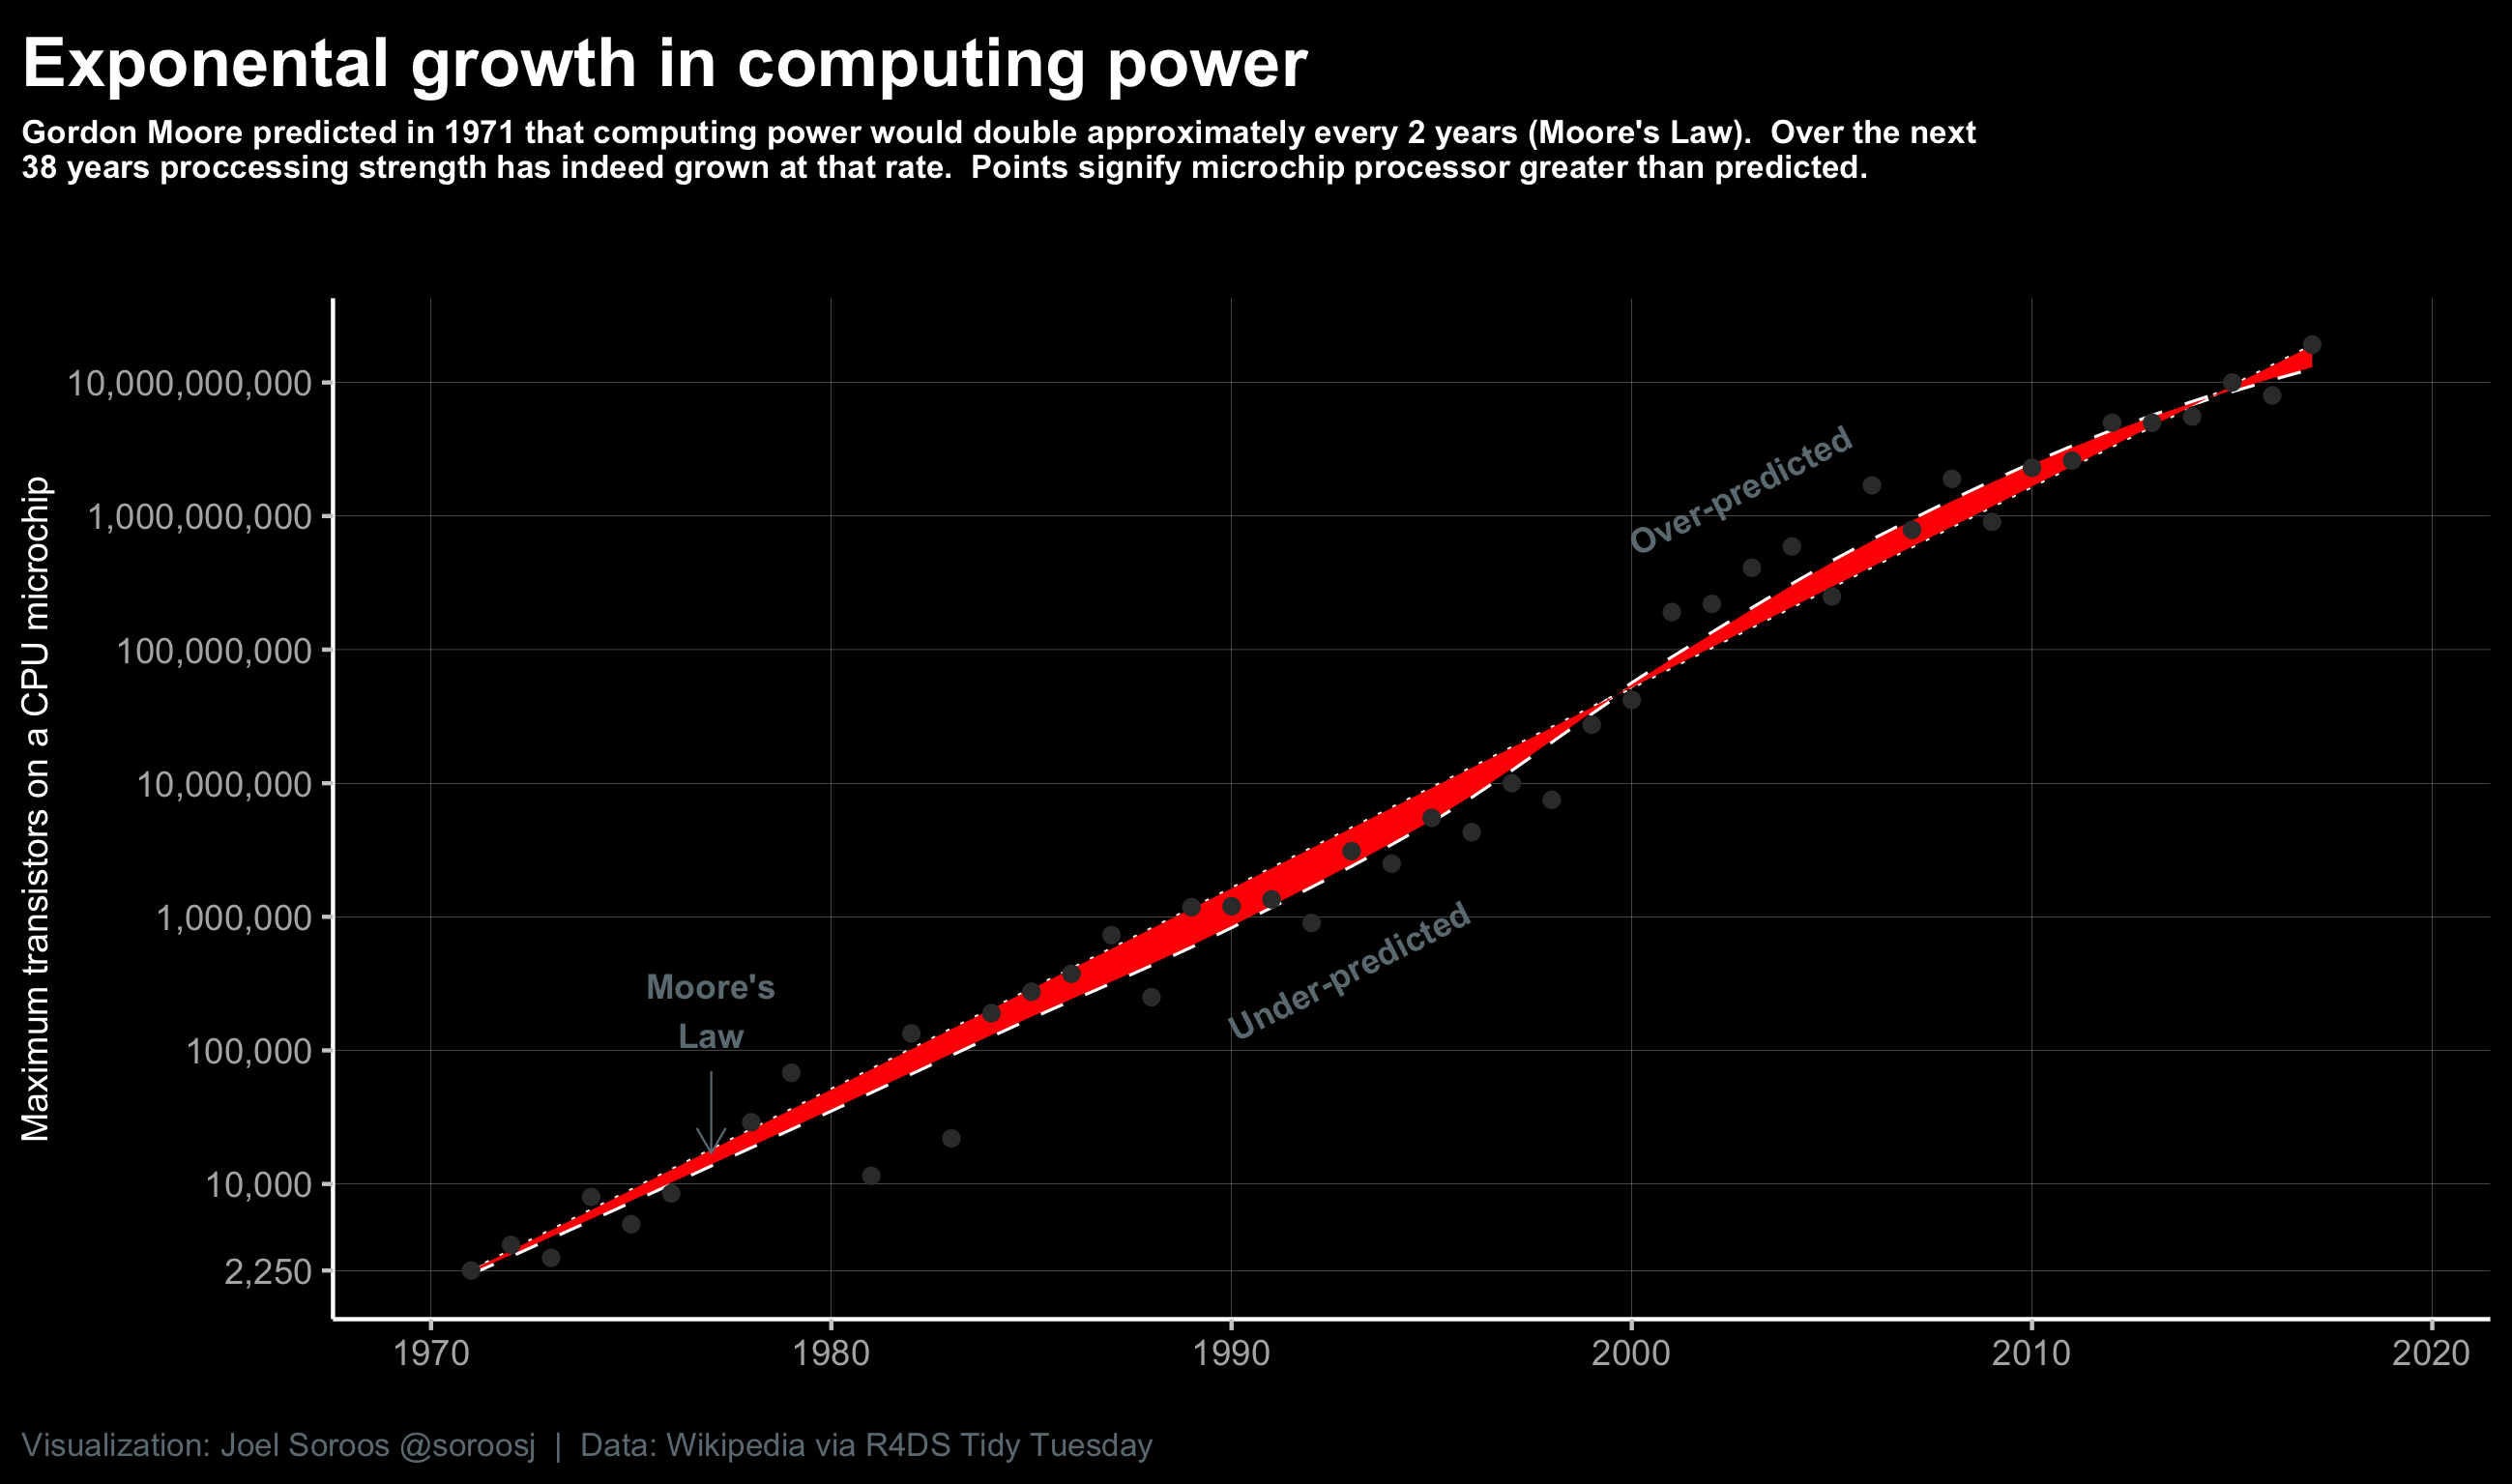 Exponental growth in computing power
Gordon Moore predicted in 1971 that computing power would double approximately every 2 years (Moore's Law).  Over the next
38 years proccessing strength has indeed grown at that rate.  Points signify microchip processor greater than predicted.
Maximum transistors on a CPU microchip
10,000,000,000
1,000,000,000
100,000,000
10,000,000
1,000,000
100,000
10,000
2,250
Over-predicted
Under-predicted
Moore's
Law
1970
1980
1990
2000
2010
2020
Visualization: Joel Soroos @soroosj  |  Data: Wikipedia via R4DS Tidy Tuesday